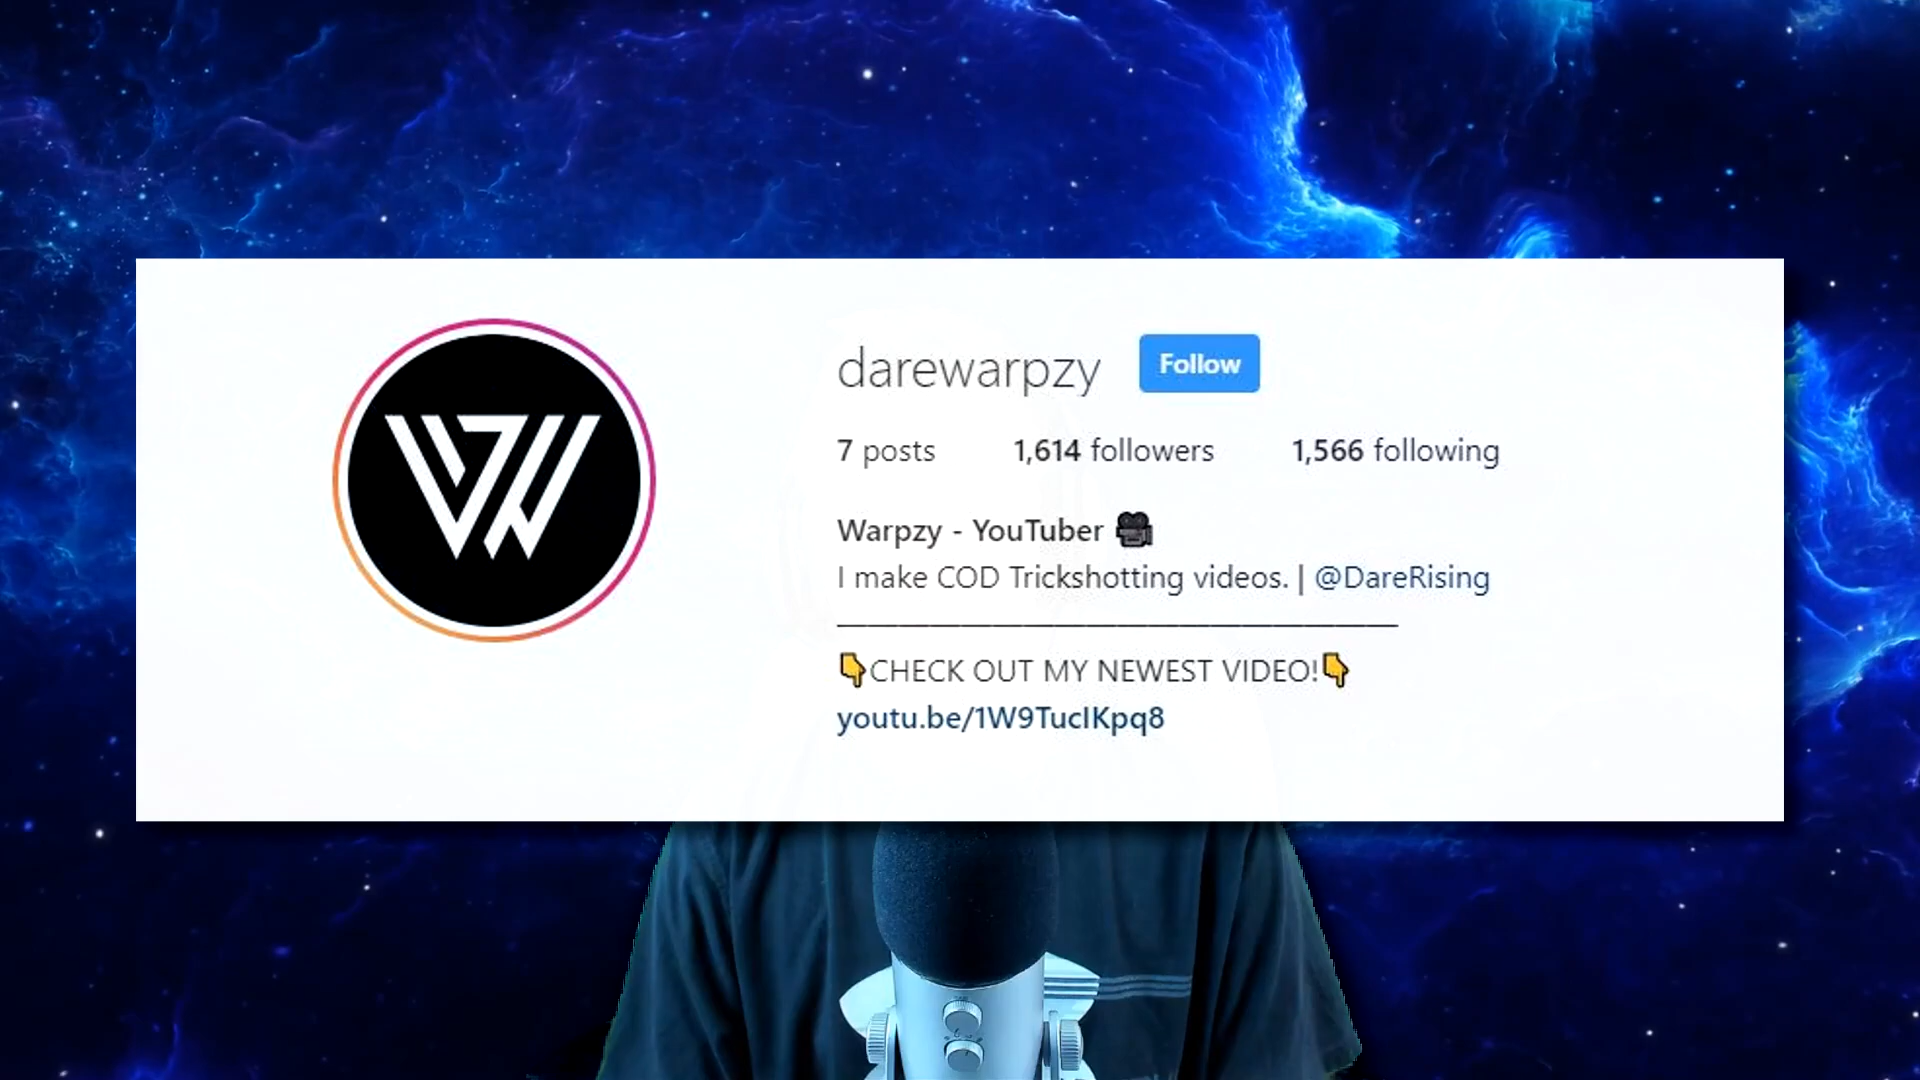 darewarpzy Follow
7 posts 1,614 followers 1,566 following
Warpzy - YouTuber 🎥
I make COD Trickshotting videos. | @DareRising
👇CHECK OUT MY NEWEST VIDEO!👇
youtu.be/1W9TucIKpq8